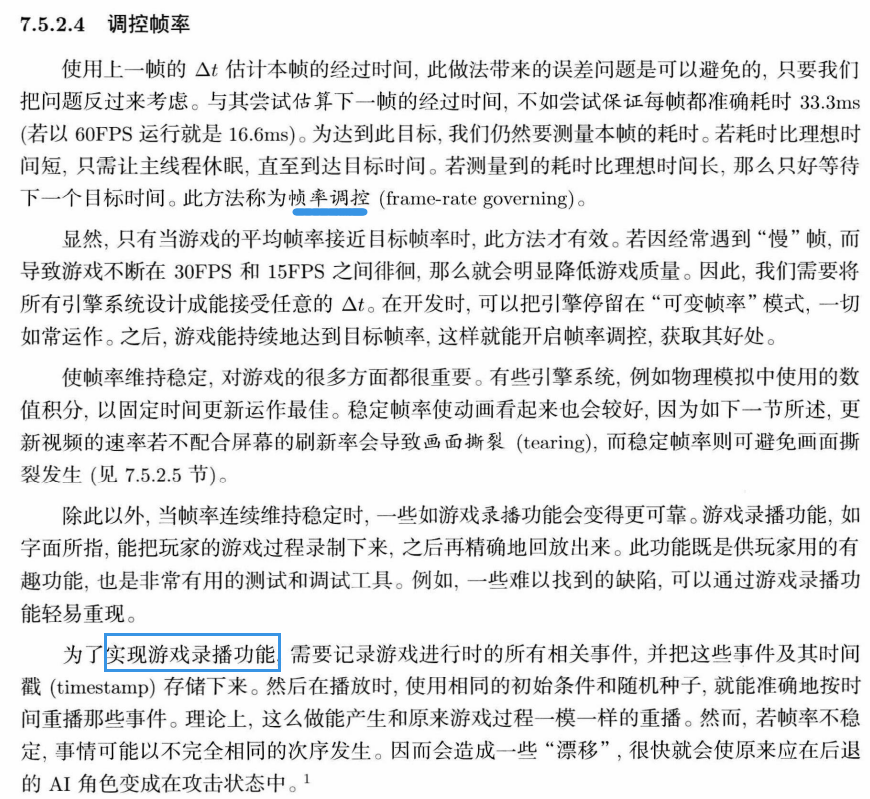 7.5.2.4 调控帧率
使用上一帧的 Δt 估计本帧的经过时间, 此做法带来的误差问题是可以避免的, 只要我们
把问题反过来考虑。与其尝试估算下一帧的经过时间, 不如尝试保证每帧都准确耗时 33.3ms
(若以 60FPS 运行就是 16.6ms)。为达到此目标, 我们仍然要测量本帧的耗时。若耗时比理想时
间短, 只需让主线程休眠, 直至到达目标时间。若测量到的耗时比理想时间长, 那么只好等待
下一个目标时间。此方法称为帧率调控 (frame-rate governing)。
显然, 只有当游戏的平均帧率接近目标帧率时, 此方法才有效。若因经常遇到“慢”帧, 而
导致游戏不断在 30FPS 和 15FPS 之间徘徊, 那么就会明显降低游戏质量。因此, 我们需要将
所有引擎系统设计成能接受任意的 Δt。在开发时, 可以把引擎停留在“可变帧率”模式, 一切
如常运作。之后, 游戏能持续地达到目标帧率, 这样就能开启帧率调控, 获取其好处。
使帧率维持稳定, 对游戏的很多方面都很重要。有些引擎系统, 例如物理模拟中使用的数
值积分, 以固定时间更新运作最佳。稳定帧率使动画看起来也会较好, 因为如下一节所述, 更
新视频的速率若不配合屏幕的刷新率会导致画面撕裂 (tearing), 而稳定帧率则可避免画面撕
裂发生 (见 7.5.2.5 节)。
除此以外, 当帧率连续维持稳定时, 一些如游戏录播功能会变得更可靠。游戏录播功能, 如
字面所指, 能把玩家的游戏过程录制下来, 之后再精确地回放出来。此功能既是供玩家用的有
趣功能, 也是非常有用的测试和调试工具。例如, 一些难以找到的缺陷, 可以通过游戏录播功
能轻易重现。
为了实现游戏录播功能, 需要记录游戏进行时的所有相关事件, 并把这些事件及其时间
戳 (timestamp) 存储下来。然后在播放时, 使用相同的初始条件和随机种子, 就能准确地按时
间重播那些事件。理论上, 这么做能产生和原来游戏过程一模一样的重播。然而, 若帧率不稳
定, 事情可能以不完全相同的次序发生。因而会造成一些“漂移”, 很快就会使原来应在后退
的 AI 角色变成在攻击状态中。1